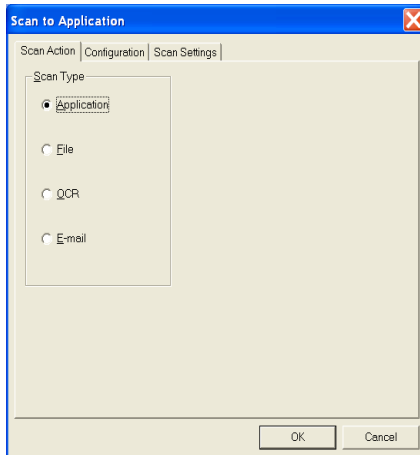 Scan to Application
Scan Action Configuration Scan Settings
Scan Type
Application
File
OCR
E-mail
OK Cancel